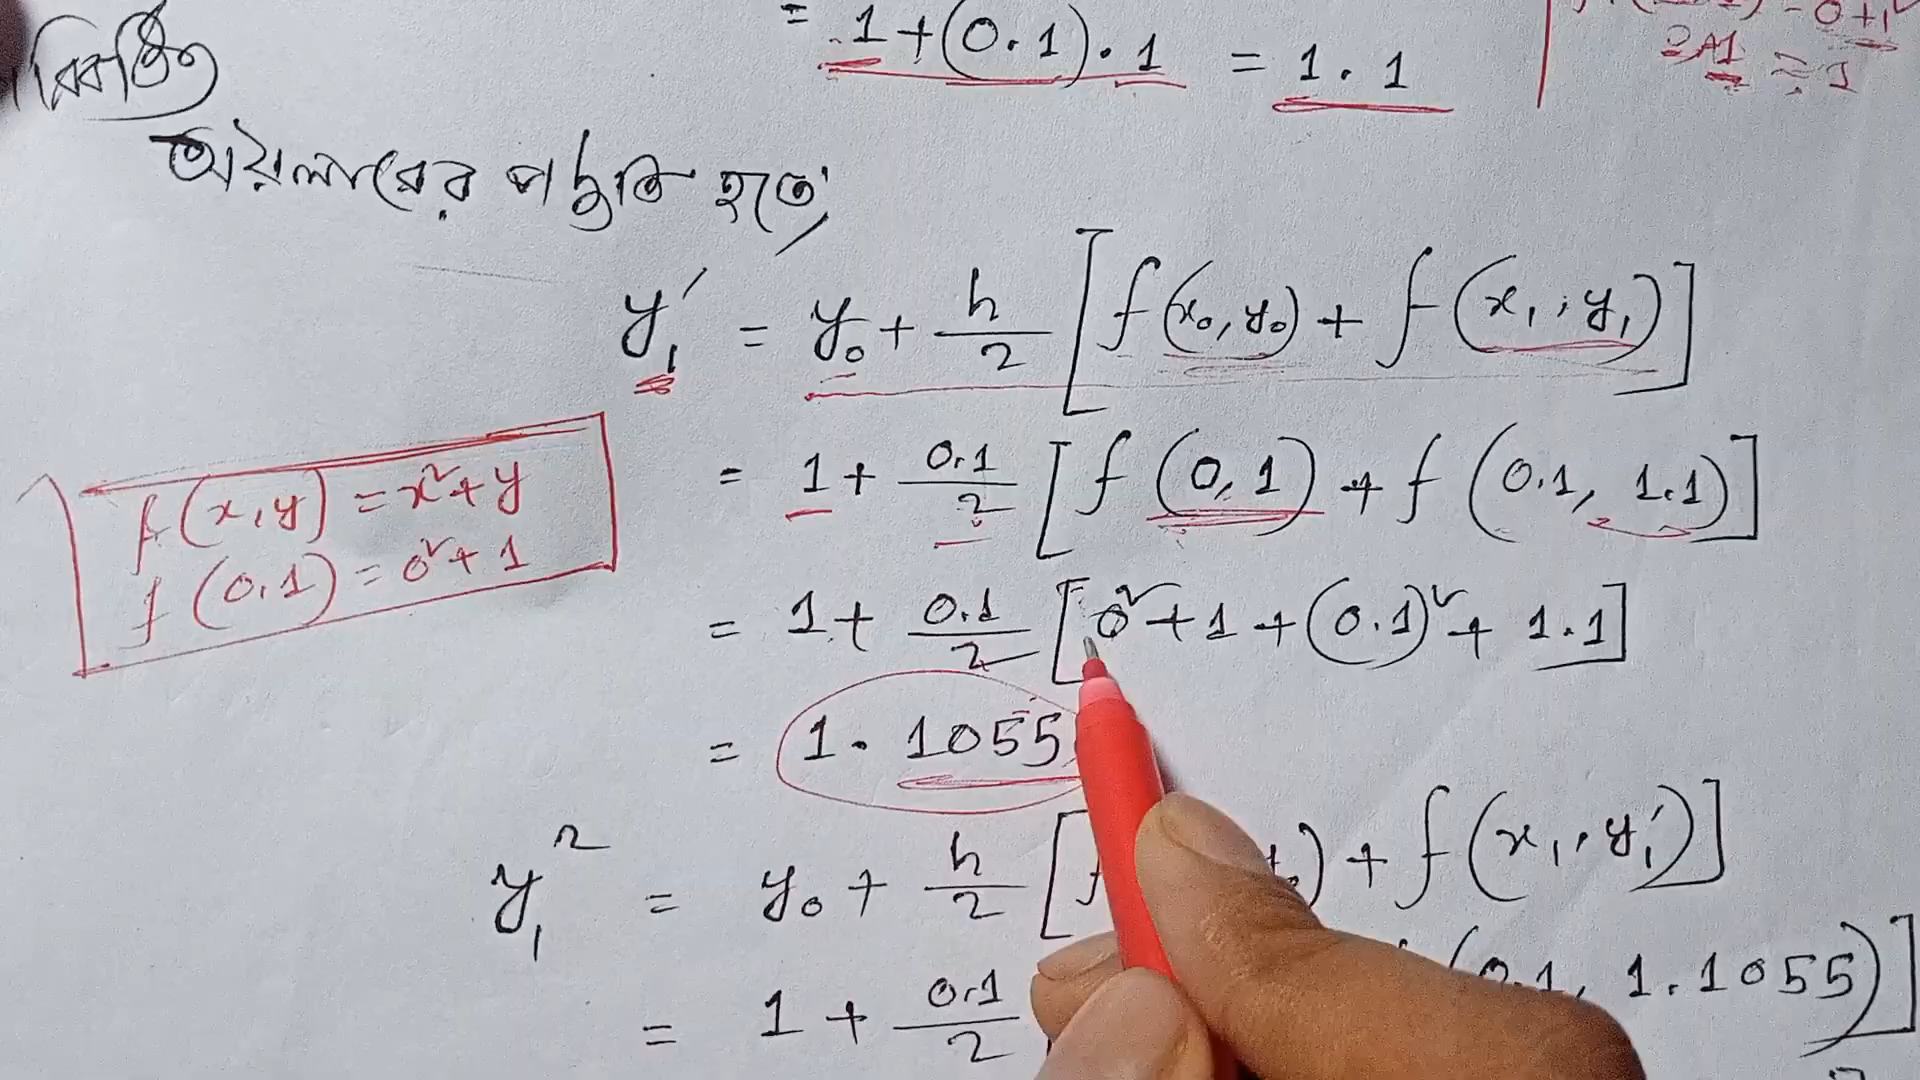 = 1+(0.1).1 = 1.1
অয়লারের পদ্ধতি হতে,
y₁′ = y₀ + h/2 [f(x₀, y₀) + f(x₁, y₁)]
= 1 + 0.1/2 [f(0, 1) + f(0.1, 1.1)]
f(x,y) = x²+y
f(0.1) = 0²+1
= 1 + 0.1/2 [0²+1+(0.1)²+ 1.1]
= 1.1055
y₁² = y₀ + h/2 [f ) + f(x₁, y₁′)]
= 1 + 0.1/2 (0.1, 1.1055)]